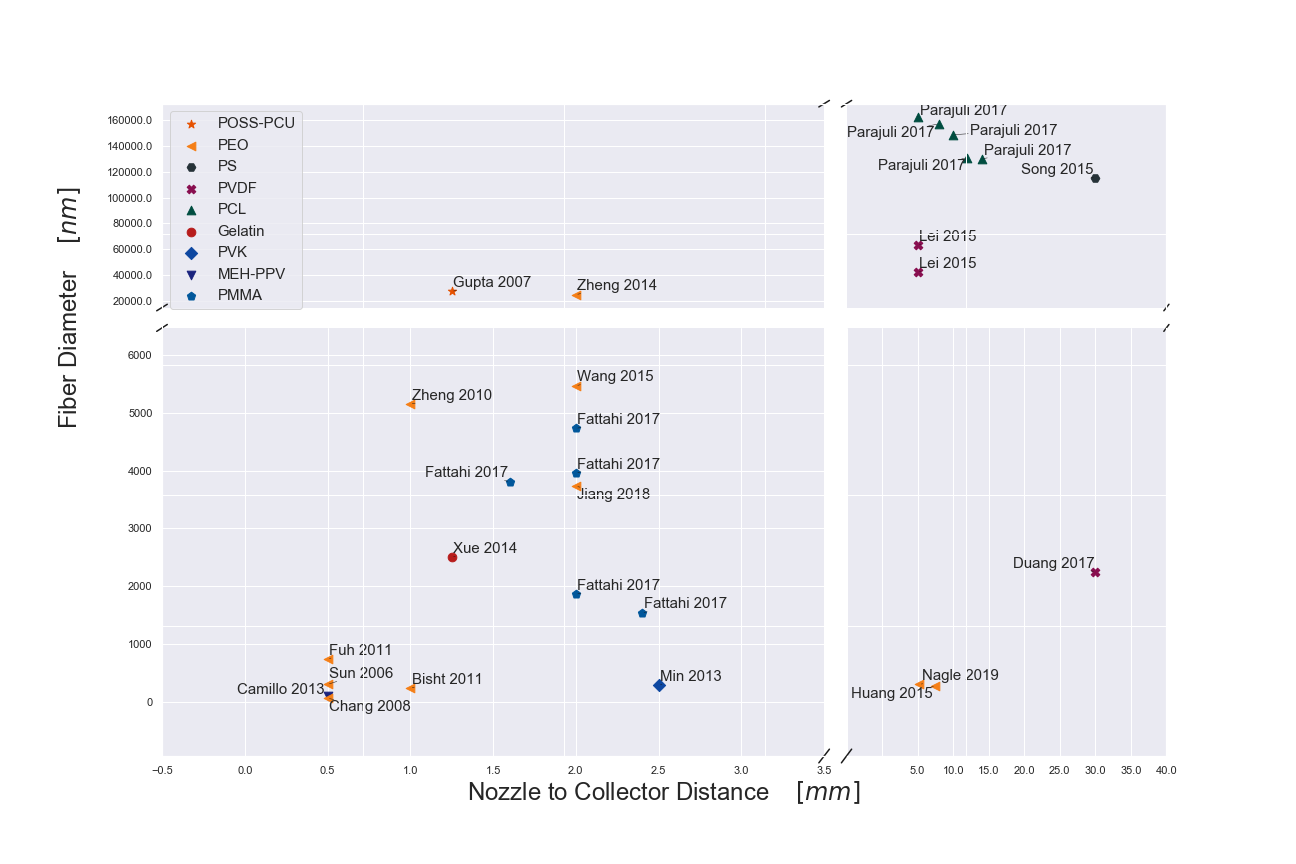 160000.0
140000.0
120000.0
100000.0
80000.0
60000.0
40000.0
20000.0
POSS-PCU
PEO
PS
PVDF
PCL
Gelatin
PVK
MEH-PPV
PMMA
Gupta 2007
Zheng 2014
Parajuli 2017
Parajuli 2017
Parajuli 2017
Parajuli 2017
Parajuli 2017
Song 2015
Lei 2015
Lei 2015
Fiber Diameter [nm]
6000
5000
4000
3000
2000
1000
0
Wang 2015
Zheng 2010
Fattahi 2017
Fattahi 2017
Fattahi 2017
Jiang 2018
Xue 2014
Fattahi 2017
Fattahi 2017
Fuh 2011
Sun 2006
Camillo 2013
Chang 2008
Bisht 2011
Min 2013
Duang 2017
Nagle 2019
Huang 2015
−0.5 0.0 0.5 1.0 1.5 2.0 2.5 3.0 3.5
5.0 10.0 15.0 20.0 25.0 30.0 35.0 40.0
Nozzle to Collector Distance [mm]